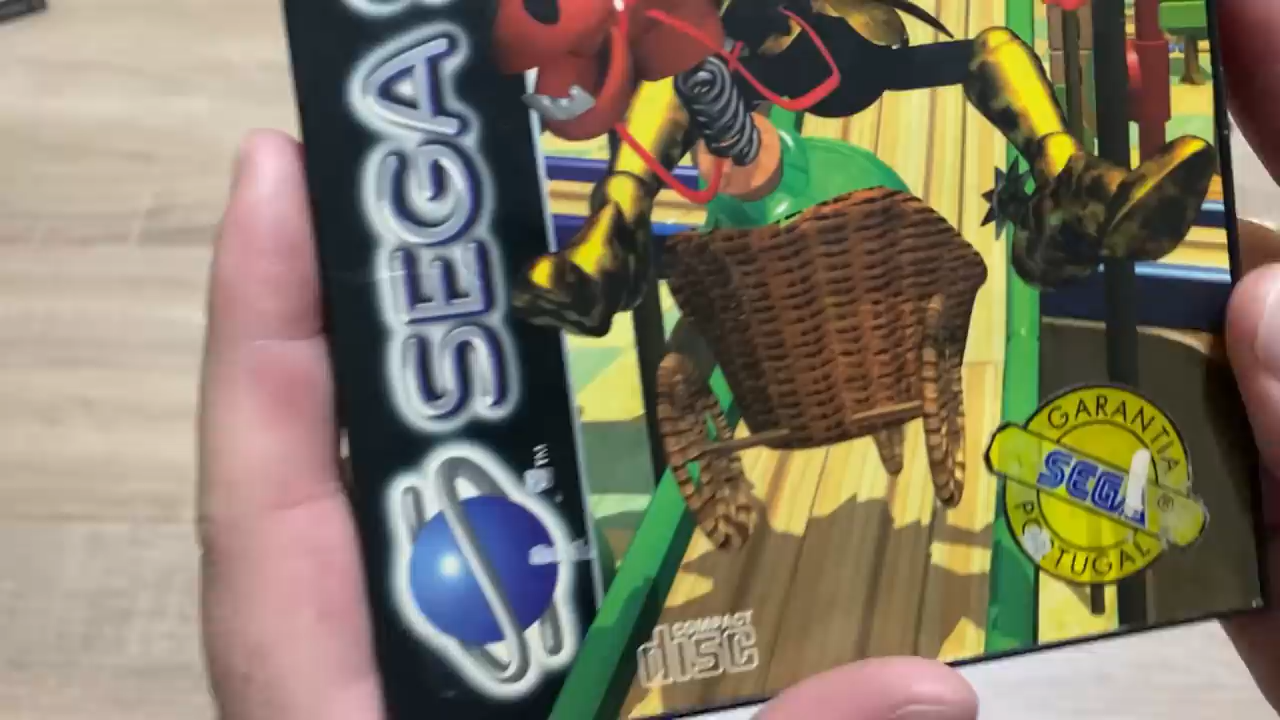 SEGA
TM
GARANTIA
SEGA®
PORTUGAL
COMPACT
disc